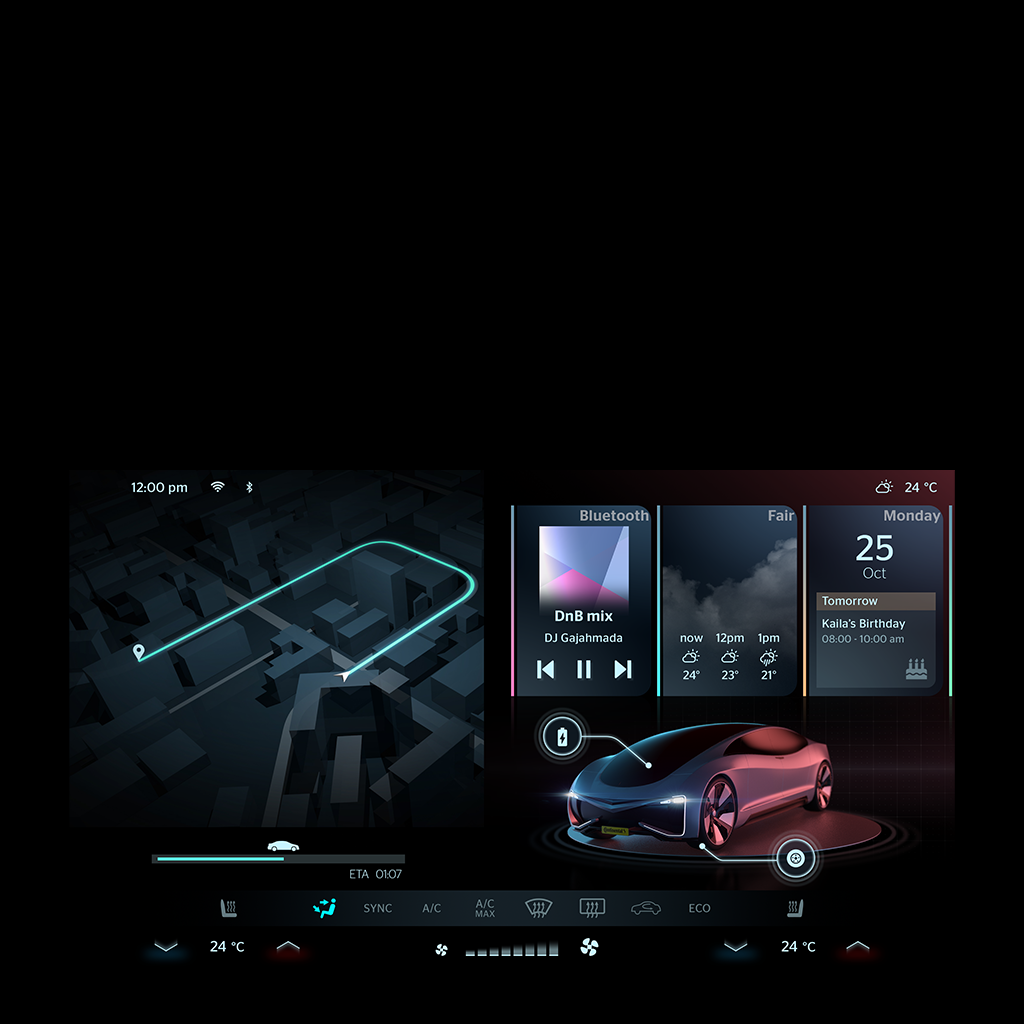 12:00 pm
24 °C
Bluetooth
DnB mix
DJ Gajahmada
Fair
now 12pm 1pm
24° 23° 21°
Monday
25
Oct
Tomorrow
Kaila's Birthday
08:00 - 10:00 am
Continental
ETA 01:07
SYNC
A/C
A/C
MAX
ECO
24 °C
24 °C